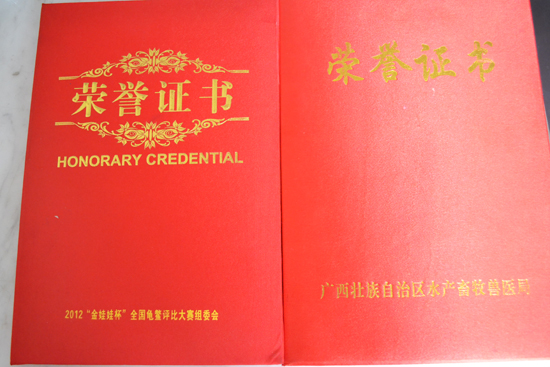 荣誉证书
HONORARY CREDENTIAL
2012“金娃娃杯”全国龟鳖评比大赛组委会
荣誉证书
广西壮族自治区水产畜牧兽医局